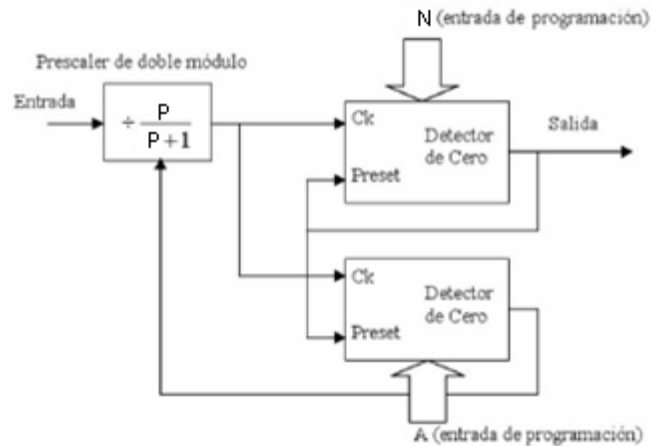 N (entrada de programación)
Prescaler de doble módulo
Entrada
÷ P
P+1
Ck
Detector
de Cero
Preset
Salida
Ck
Detector
de Cero
Preset
A (entrada de programación)